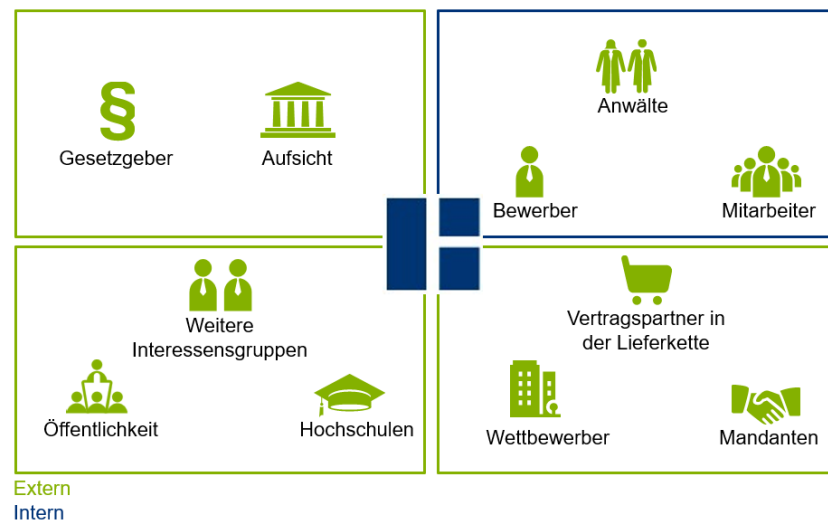 §
Gesetzgeber
Aufsicht
Anwälte
Bewerber
Mitarbeiter
Weitere
Interessensgruppen
Öffentlichkeit
Hochschulen
Vertragspartner in
der Lieferkette
Wettbewerber
Mandanten
Extern
Intern